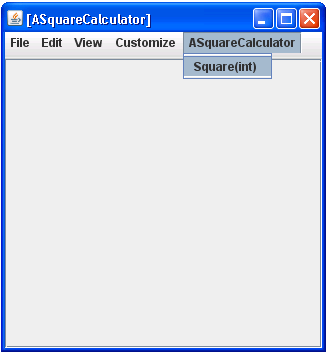 [ASquareCalculator]
File Edit View Customize ASquareCalculator
Square(int)